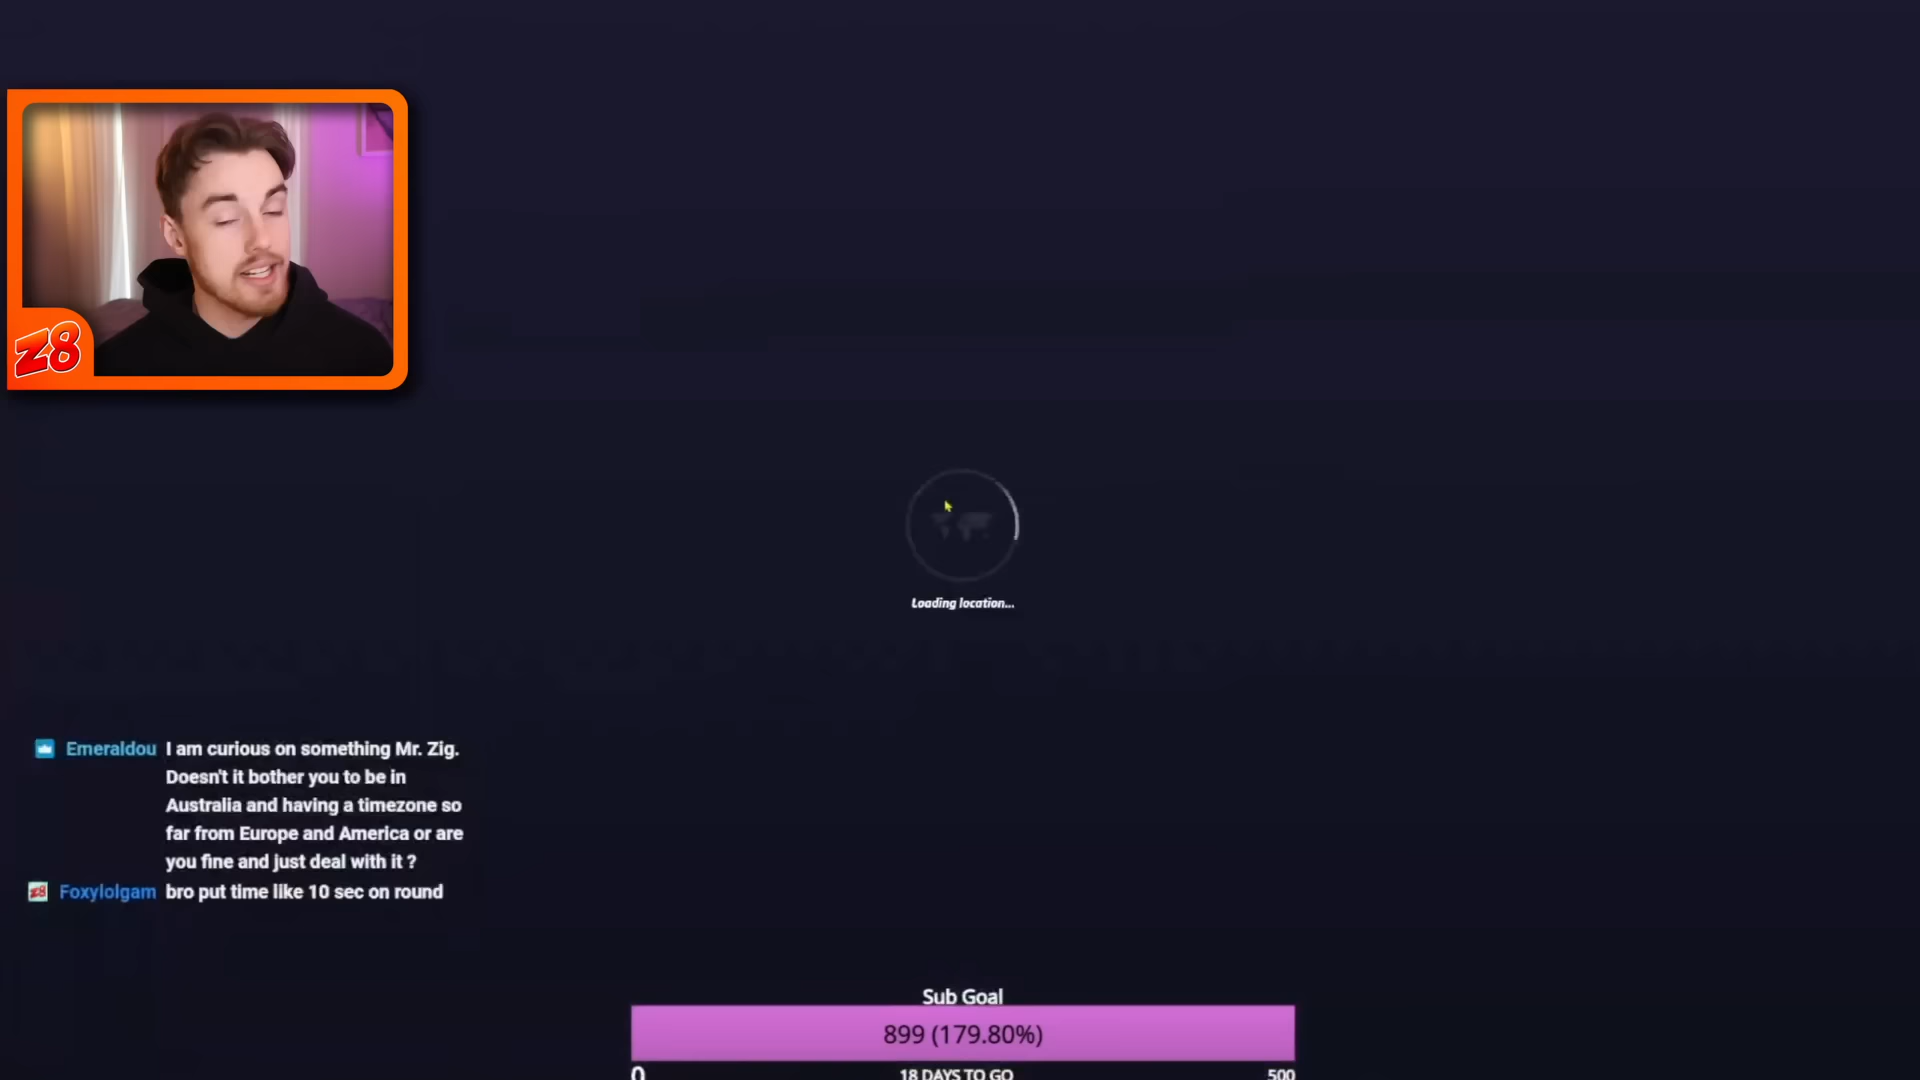 z8
Loading location...
Emeraldou I am curious on something Mr. Zig.
Doesn't it bother you to be in
Australia and having a timezone so
far from Europe and America or are
you fine and just deal with it ?
z8 Foxylolgam bro put time like 10 sec on round
Sub Goal
899 (179.80%)
0 18 DAYS TO GO 500